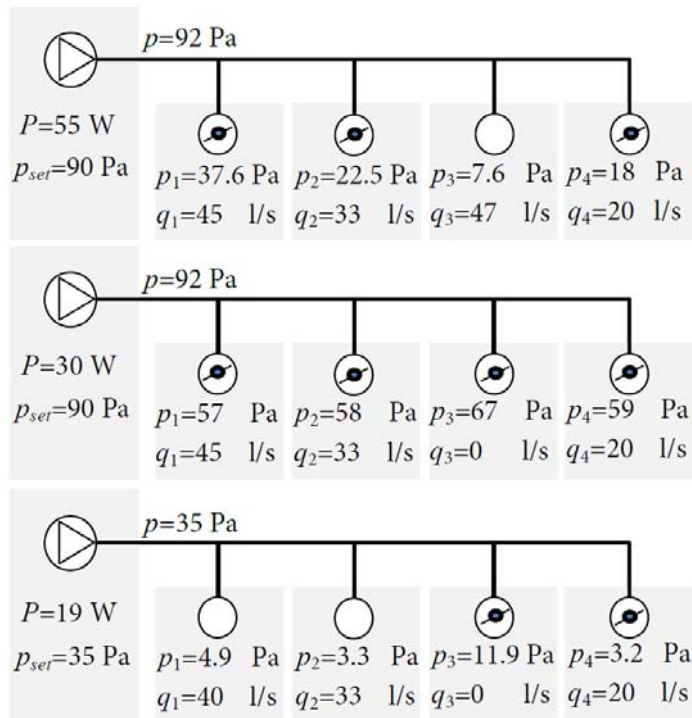 p=92 Pa
P=55 W
p_set=90 Pa
p₁=37.6 Pa p₂=22.5 Pa p₃=7.6 Pa p₄=18 Pa
q₁=45 l/s q₂=33 l/s q₃=47 l/s q₄=20 l/s
p=92 Pa
P=30 W
p_set=90 Pa
p₁=57 Pa p₂=58 Pa p₃=67 Pa p₄=59 Pa
q₁=45 l/s q₂=33 l/s q₃=0 l/s q₄=20 l/s
p=35 Pa
P=19 W
p_set=35 Pa
p₁=4.9 Pa p₂=3.3 Pa p₃=11.9 Pa p₄=3.2 Pa
q₁=40 l/s q₂=33 l/s q₃=0 l/s q₄=20 l/s